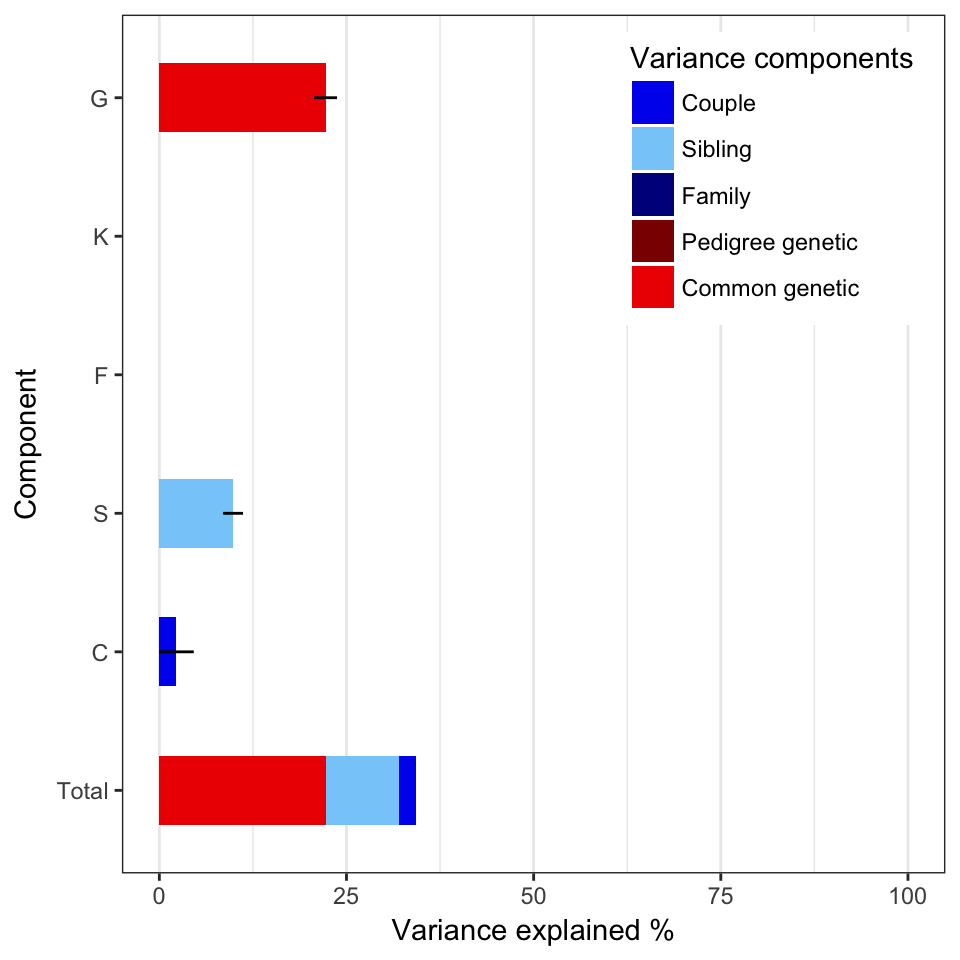 Variance components
Couple
Sibling
Family
Pedigree genetic
Common genetic
Component
G
K
F
S
C
Total
0 25 50 75 100
Variance explained %